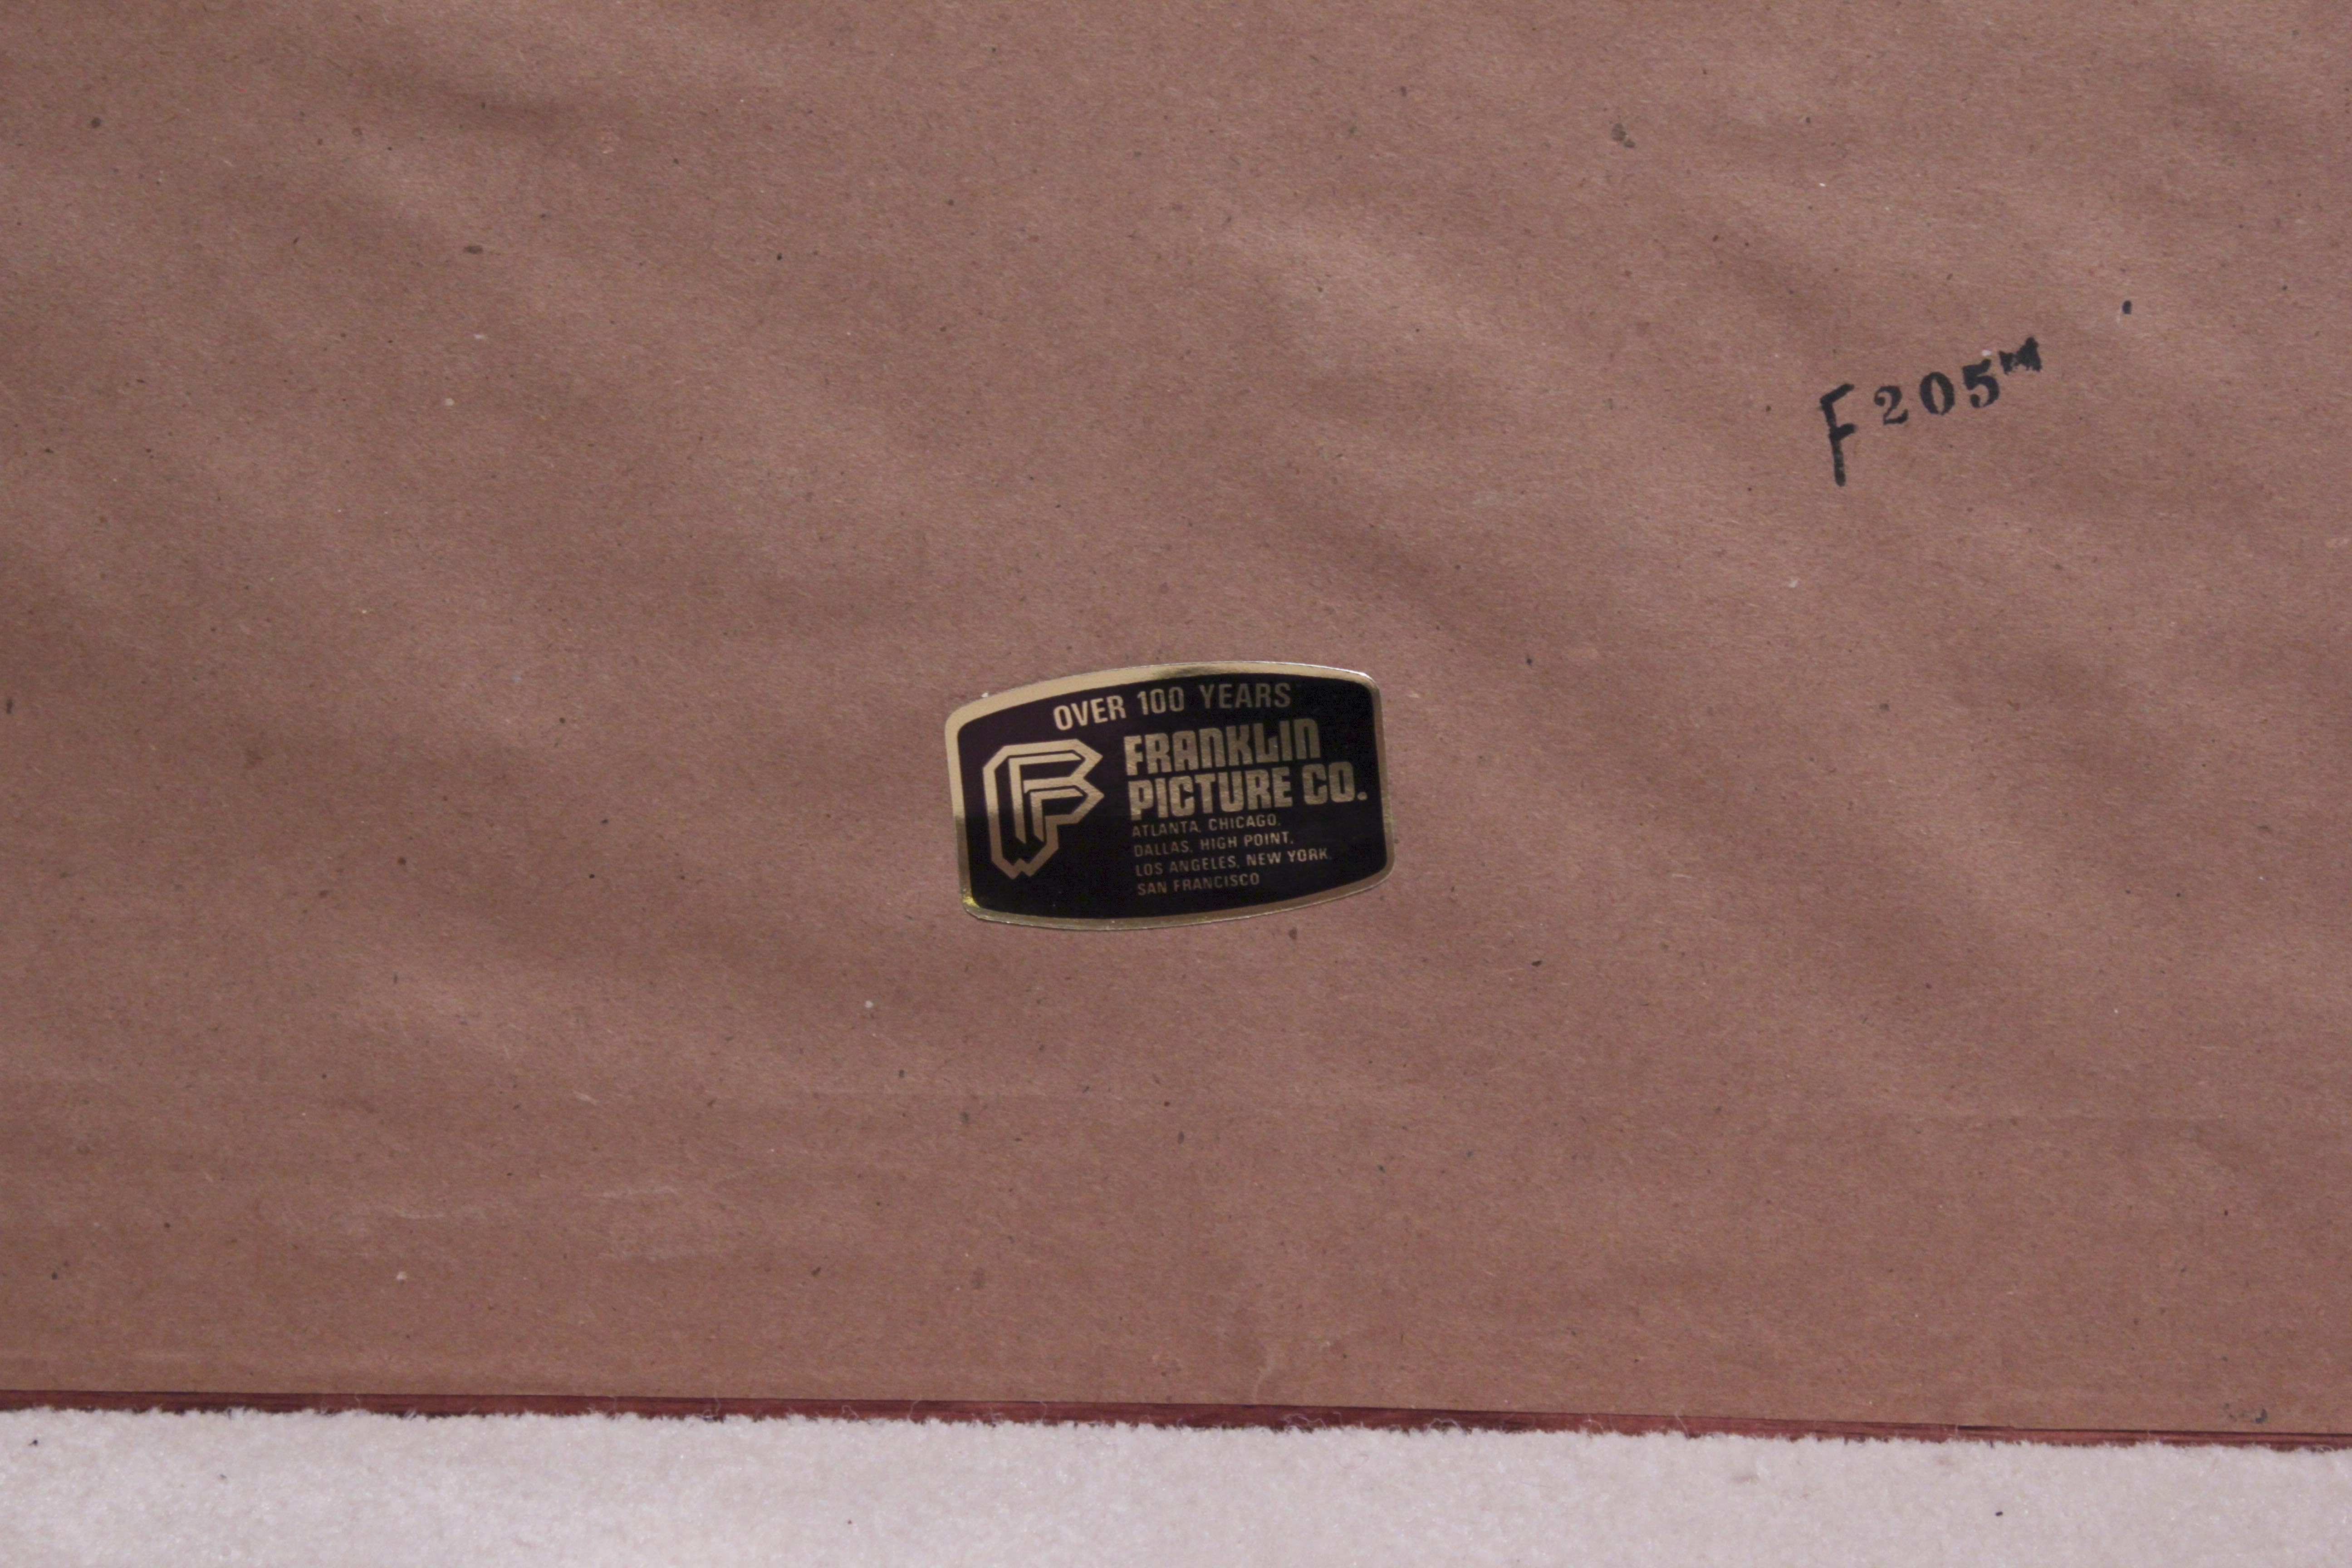 F205M
OVER 100 YEARS
FRANKLIN
PICTURE CO.
ATLANTA, CHICAGO,
DALLAS, HIGH POINT,
LOS ANGELES, NEW YORK,
SAN FRANCISCO